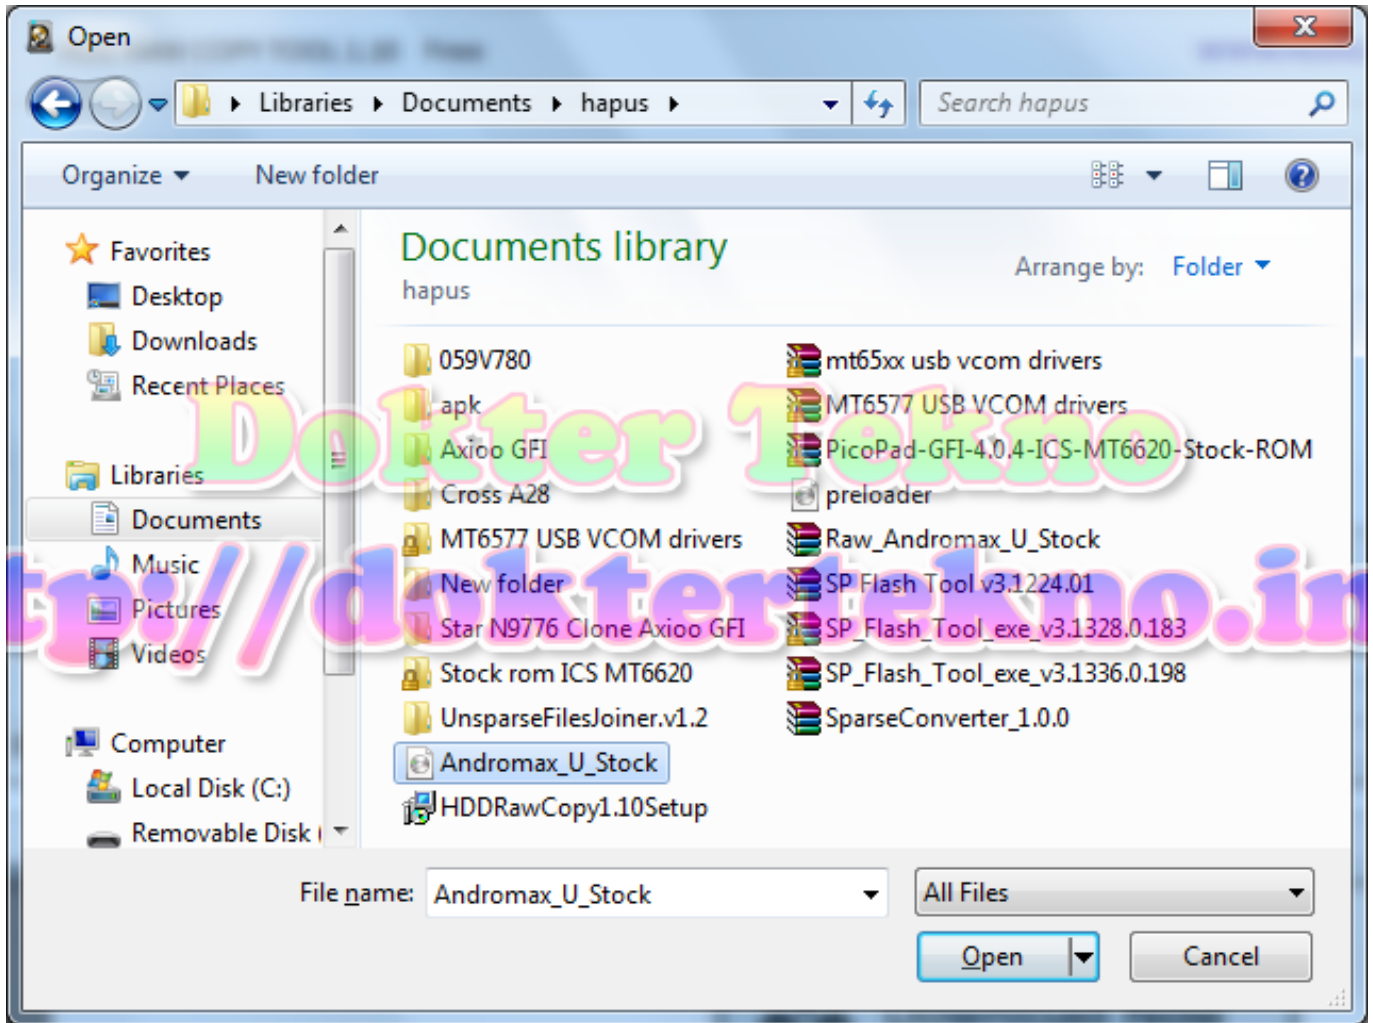 Open
Libraries Documents hapus
Search hapus
Organize
New folder
Favorites
Desktop
Downloads
Recent Places
Libraries
Documents
Music
Pictures
Videos
Computer
Local Disk (C:)
Removable Disk
Documents library
hapus
Arrange by: Folder
059V780
apk
Axioo GFI
Cross A28
MT6577 USB VCOM drivers
New folder
Star N9776 Clone Axioo GFI
Stock rom ICS MT6620
UnsparseFilesJoiner.v1.2
Andromax_U_Stock
HDDRawCopy1.10Setup
mt65xx usb vcom drivers
MT6577 USB VCOM drivers
PicoPad-GFI-4.0.4-ICS-MT6620-Stock-ROM
preloader
Raw_Andromax_U_Stock
SP Flash Tool v3.1224.01
SP_Flash_Tool_exe_v3.1328.0.183
SP_Flash_Tool_exe_v3.1336.0.198
SparseConverter_1.0.0
Dokter Tekno
tp://doktertekno.in
File name: Andromax_U_Stock
All Files
Open
Cancel